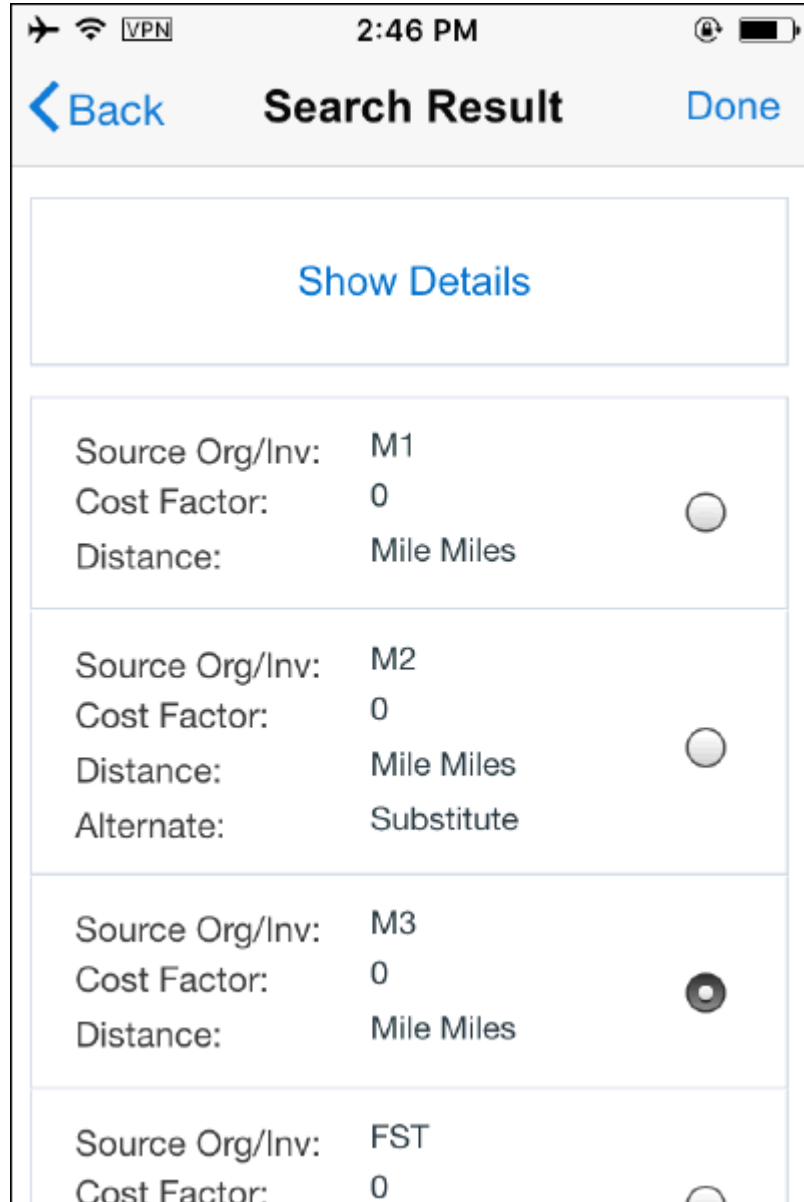 VPN 2:46 PM
Back Search Result Done
Show Details
Source Org/Inv: M1
Cost Factor: 0
Distance: Mile Miles
Source Org/Inv: M2
Cost Factor: 0
Distance: Mile Miles
Alternate: Substitute
Source Org/Inv: M3
Cost Factor: 0
Distance: Mile Miles
Source Org/Inv: FST
Cost Factor: 0